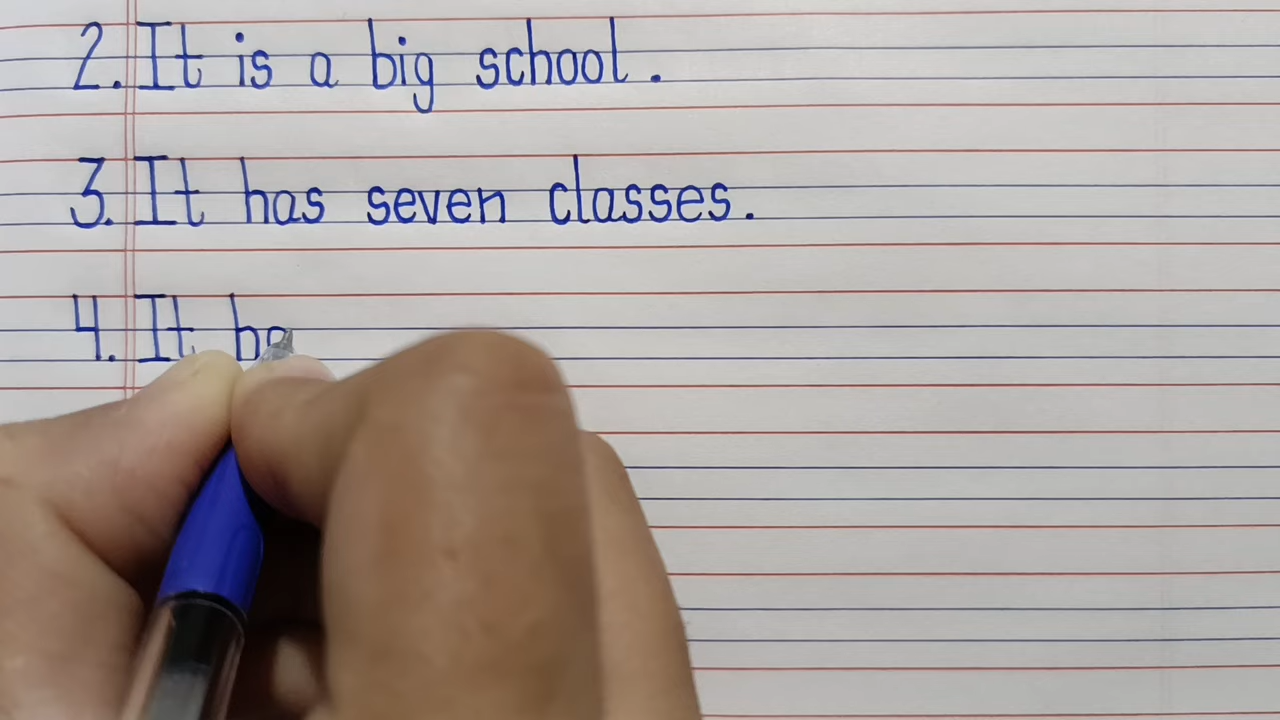 2. It is a big school.
3. It has seven classes.
4. It